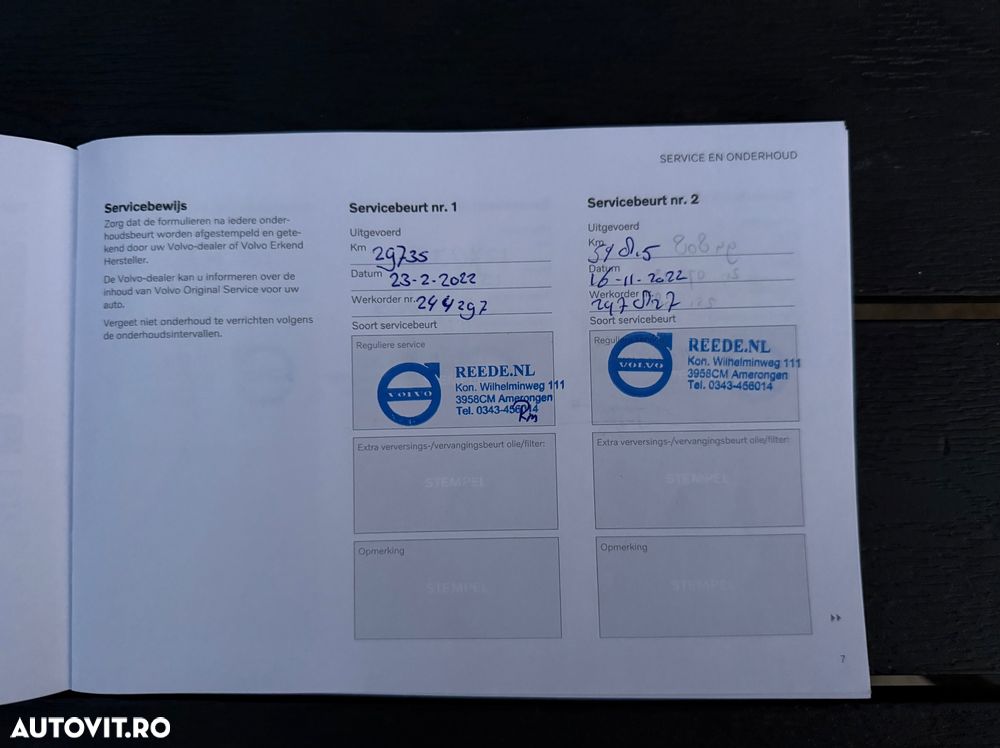 SERVICE EN ONDERHOUD
Servicebewijs
Zorg dat de formulieren na iedere onder-
houdsbeurt worden afgestempeld en gete-
kend door uw Volvo-dealer of Volvo Erkend
Hersteller.
De Volvo-dealer kan u informeren over de
inhoud van Volvo Original Service voor uw
auto.
Vergeet niet onderhoud te verrichten volgens
de onderhoudsintervallen.
Servicebeurt nr. 1
Uitgevoerd
Km 29735
Datum 23-2-2022
Werkorder nr. 244297
Soort servicebeurt
Reguliere service
VOLVO
REEDE.NL
Kon. Wilhelminweg 111
3958CM Amerongen
Tel. 0343-456014
Extra verversings-/vervangingsbeurt olie/filter:
STEMPEL
Opmerking
STEMPEL
Servicebeurt nr. 2
Uitgevoerd
Km
Datum 16-11-2022
Werkorder
Soort servicebeurt
Reguliere service
VOLVO
REEDE.NL
Kon. Wilhelminweg 111
3958CM Amerongen
Tel. 0343-456014
Extra verversings-/vervangingsbeurt olie/filter:
STEMPEL
Opmerking
STEMPEL
7
AUTOVIT.RO